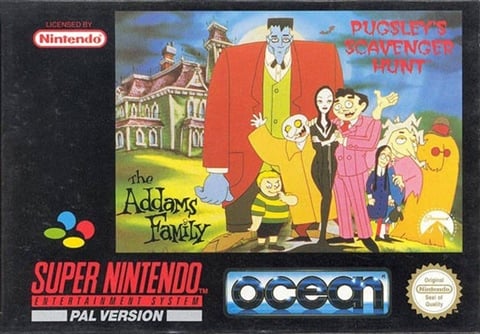 LICENSED BY
Nintendo
PUGSLEY'S
SCAVENGER
HUNT
The
Addams
Family
SUPER NINTENDO
ENTERTAINMENT SYSTEM
PAL VERSION
ocean
Original
Nintendo
Seal of
Quality